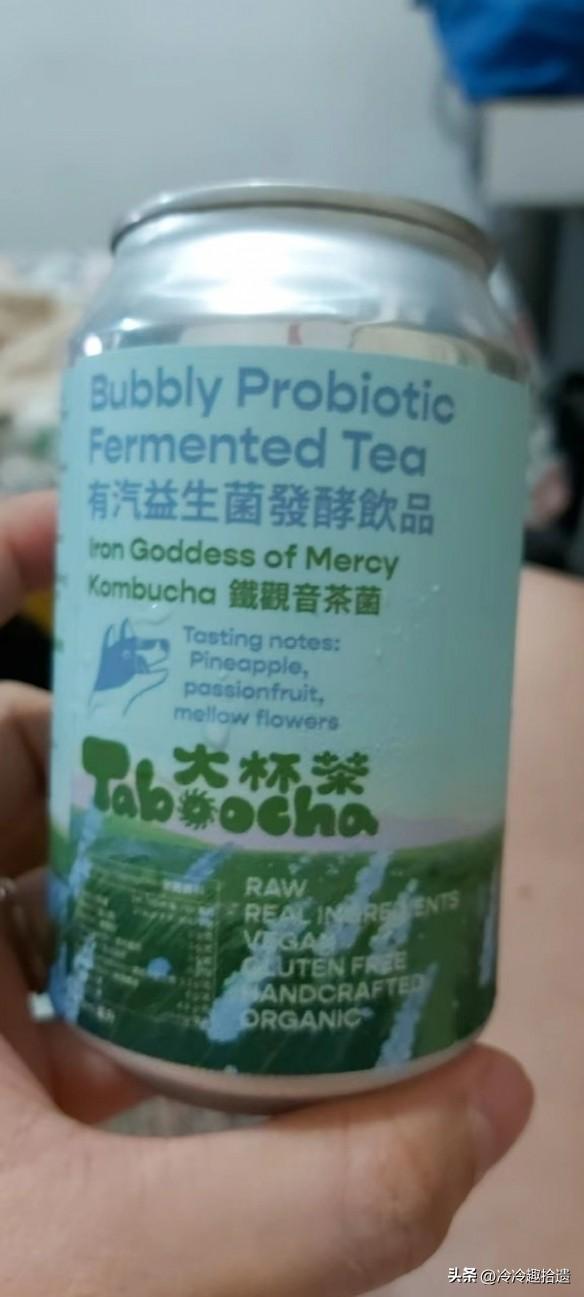 Bubbly Probiotic
Fermented Tea
有汽益生菌發酵飲品
Iron Goddess of Mercy
Kombucha 鐵觀音茶菌
Tasting notes:
Pineapple,
passionfruit,
mellow flowers
大杯茶
Taboocha
RAW
REAL INGREDIENTS
VEGAN
GLUTEN FREE
HANDCRAFTED
ORGANIC
头条 @冷冷趣拾遗